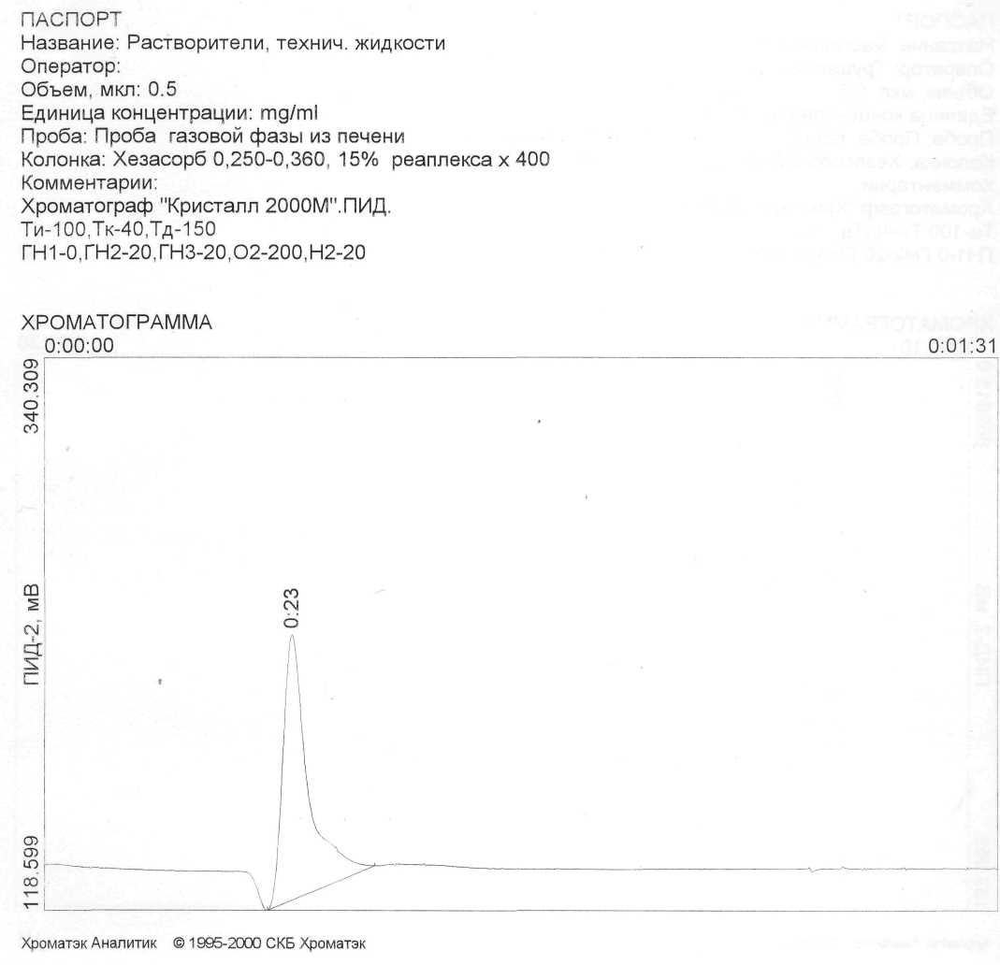 ПАСПОРТ
Название: Растворители, технич. жидкости
Оператор:
Объем, мкл: 0.5
Единица концентрации: mg/ml
Проба: Проба газовой фазы из печени
Колонка: Хезасорб 0,250-0,360, 15% реаплекса х 400
Комментарии:
Хроматограф "Кристалл 2000М".ПИД.
Ти-100,Тк-40,Тд-150
ГН1-0,ГН2-20,ГН3-20,О2-200,Н2-20
ХРОМАТОГРАММА
0:00:00 0:01:31
340.309
ПИД-2, мВ
118.599
0:23
Хроматэк Аналитик © 1995-2000 СКБ Хроматэк